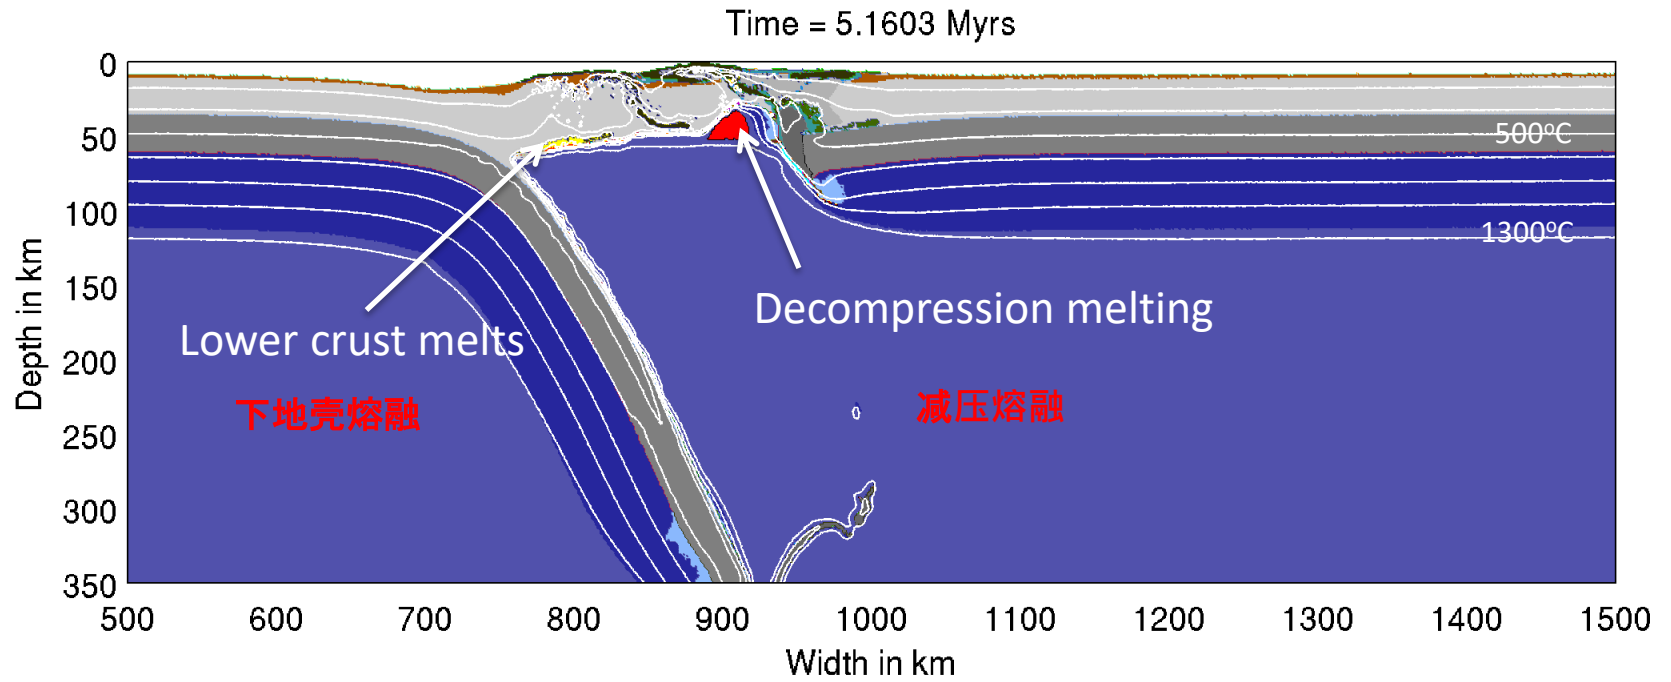 Time = 5.1603 Myrs
0
50
100
150
200
250
300
350
Depth in km
500°C
1300°C
Decompression melting
Lower crust melts
减压熔融
下地壳熔融
500 600 700 800 900 1000 1100 1200 1300 1400 1500
Width in km